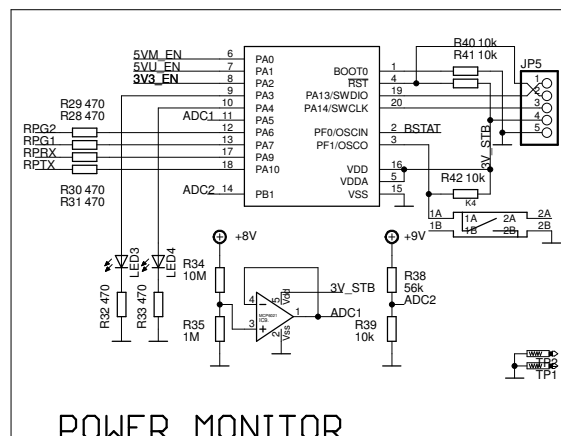 5VM_EN 6 PA0
5VU_EN 7 PA1
3V3_EN 8 PA2
9 PA3
10 PA4
ADC1 11 PA5
RPG2 12 PA6
RPG1 13 PA7
RPRX 17 PA9
RPTX 18 PA10
ADC2 14 PB1
R29 470
R28 470
R30 470
R31 470
BOOT0 1
RST 4
PA13/SWDIO 19
PA14/SWCLK 20
PF0/OSCIN 2 BSTAT
PF1/OSCO 3
VDD 16
VDDA 5
VSS 15
R40 10k
R41 10k
JP5
1
2
3
4
5
3V_STB
R42 10k
K4
1A 1A 2A 2A
1B 1B 2B 2B
LED3
LED4
R32 470
R33 470
+8V
R34
10M
R35
1M
4
3
5
Vdd
MCP6021
IC9
2
Vss
1
3V_STB
ADC1
+9V
R38
56k
ADC2
R39
10k
TP2
TP1
POWER MONITOR